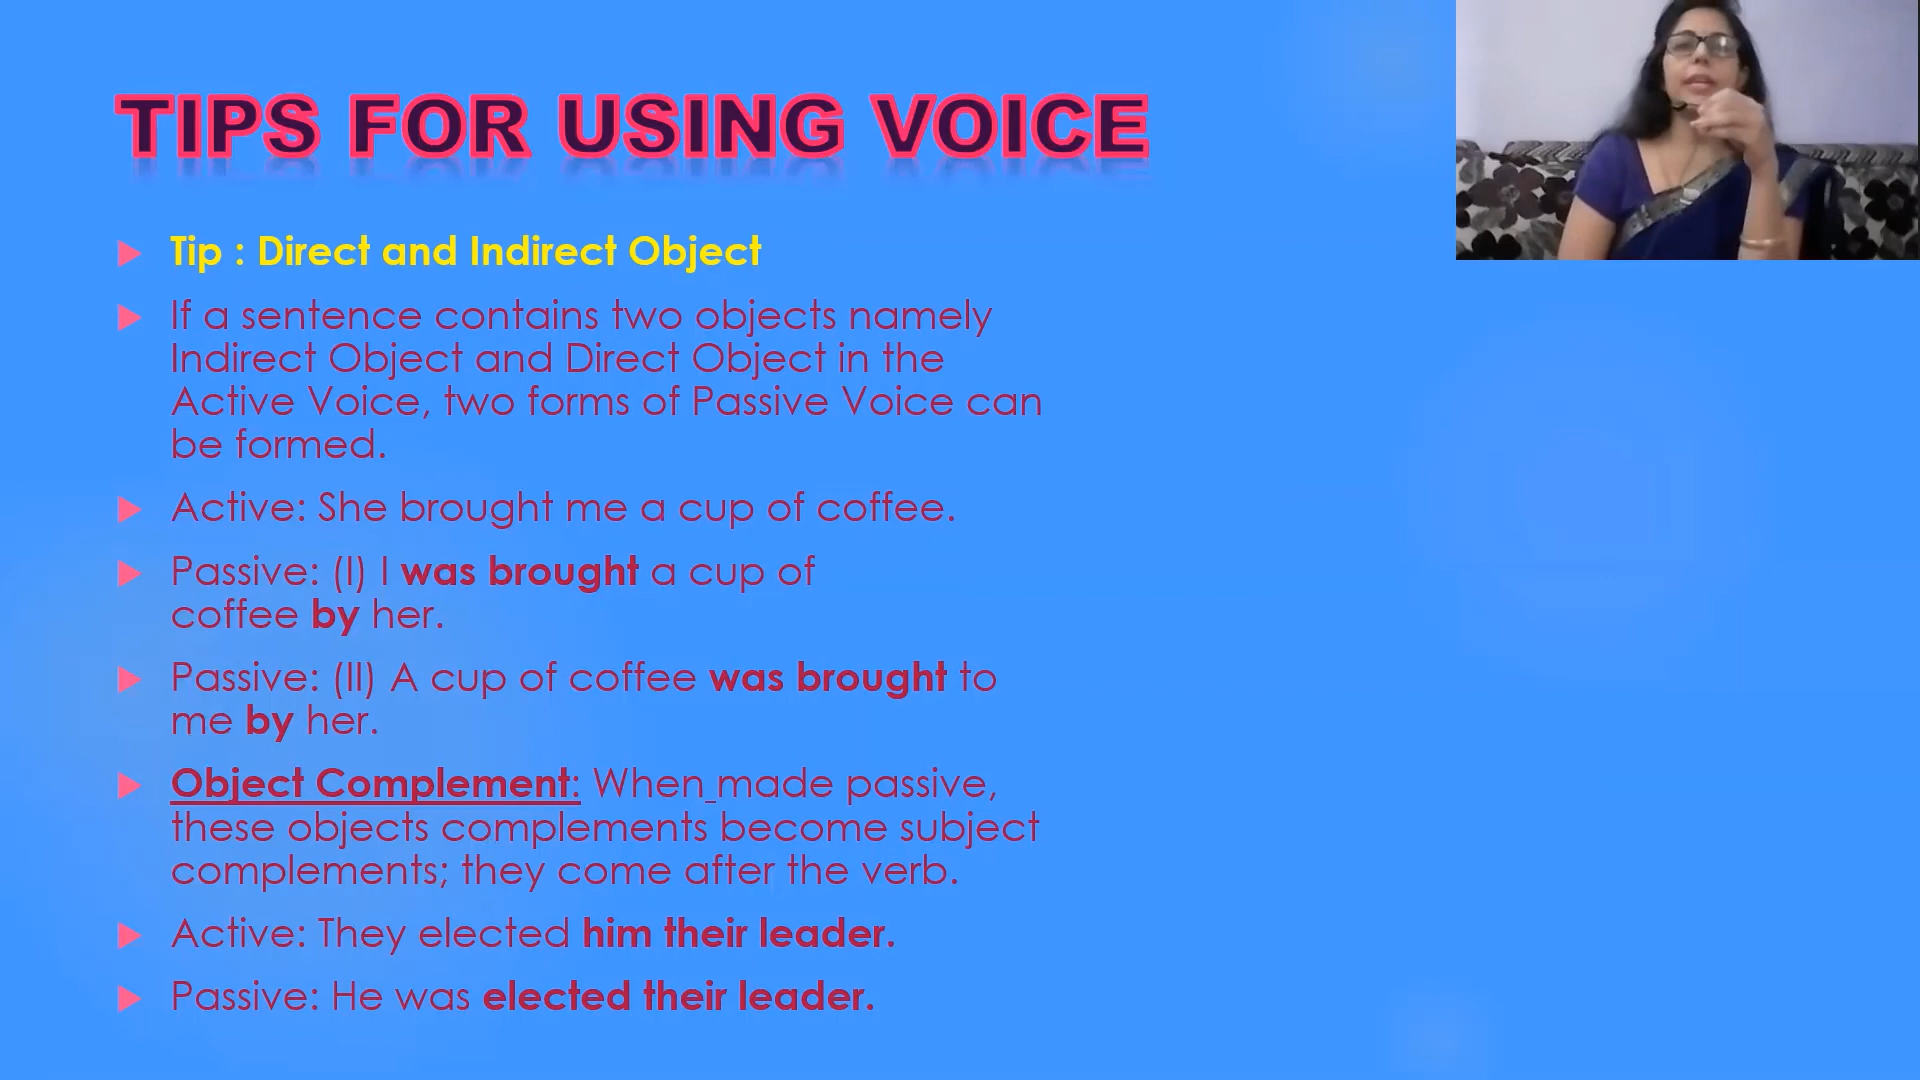 TIPS FOR USING VOICE
Tip : Direct and Indirect Object
If a sentence contains two objects namely
Indirect Object and Direct Object in the
Active Voice, two forms of Passive Voice can
be formed.
Active: She brought me a cup of coffee.
Passive: (I) I was brought a cup of
coffee by her.
Passive: (II) A cup of coffee was brought to
me by her.
Object Complement: When made passive,
these objects complements become subject
complements; they come after the verb.
Active: They elected him their leader.
Passive: He was elected their leader.